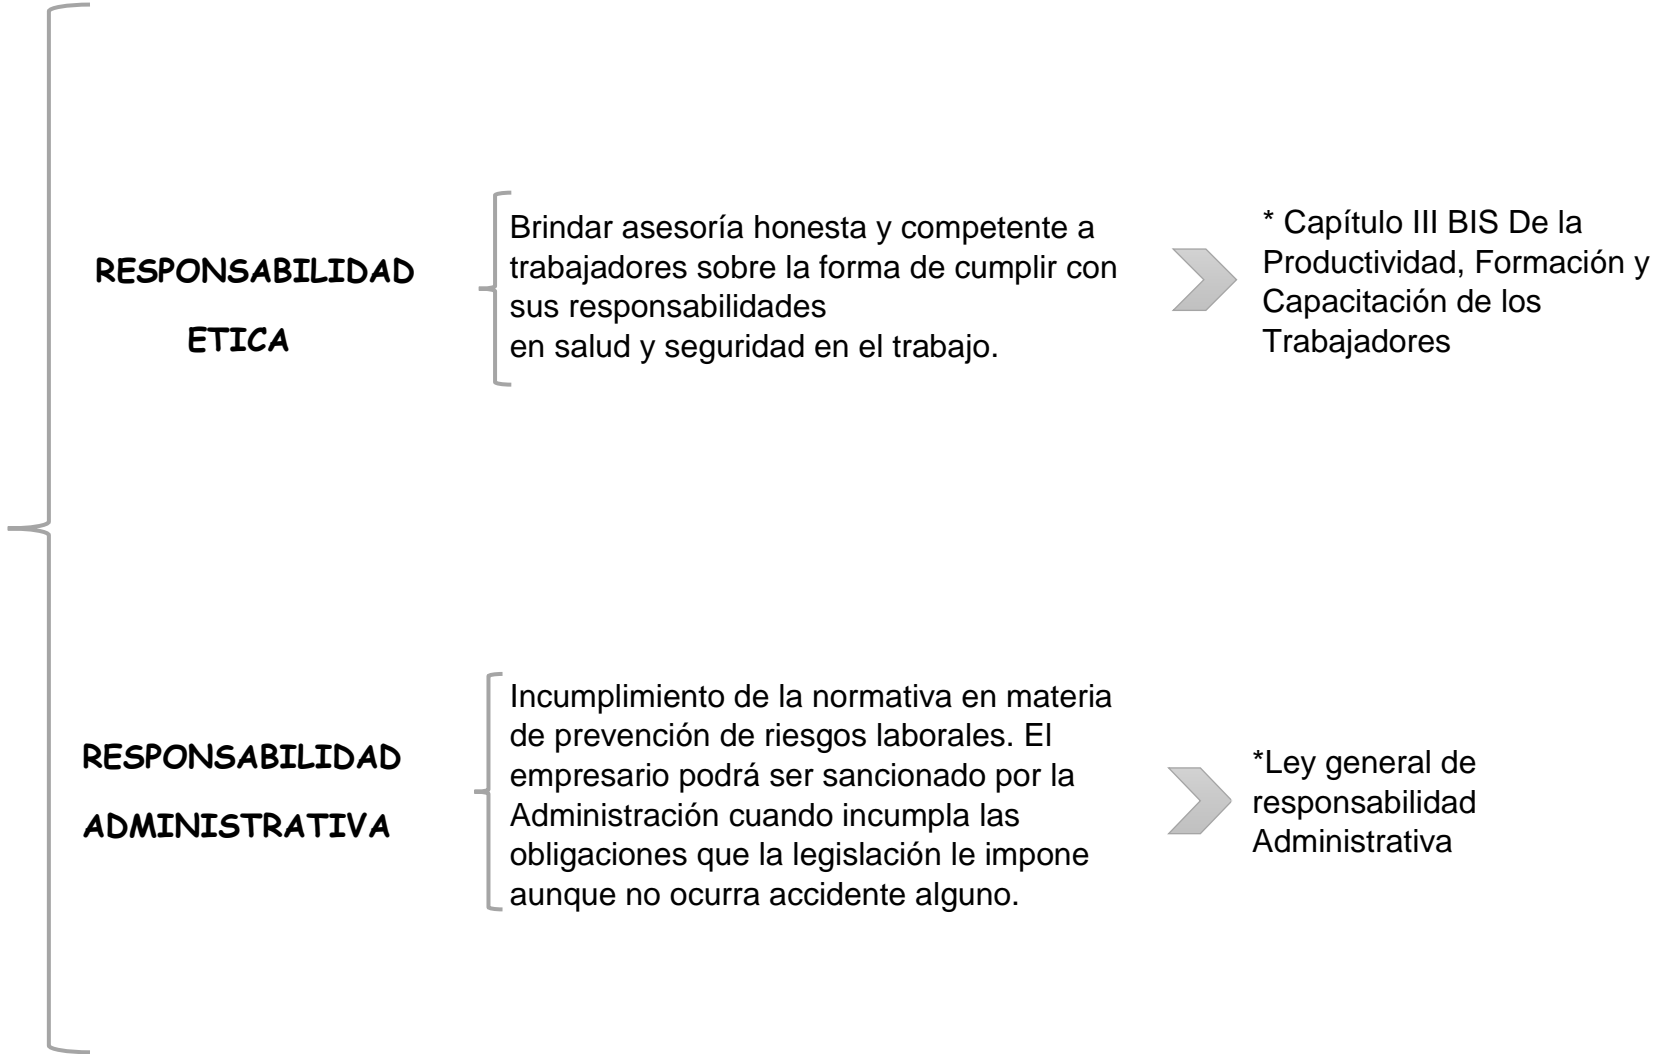 RESPONSABILIDAD
ETICA
Brindar asesoría honesta y competente a
trabajadores sobre la forma de cumplir con
sus responsabilidades
en salud y seguridad en el trabajo.
* Capítulo III BIS De la
Productividad, Formación y
Capacitación de los
Trabajadores
RESPONSABILIDAD
ADMINISTRATIVA
Incumplimiento de la normativa en materia
de prevención de riesgos laborales. El
empresario podrá ser sancionado por la
Administración cuando incumpla las
obligaciones que la legislación le impone
aunque no ocurra accidente alguno.
*Ley general de
responsabilidad
Administrativa